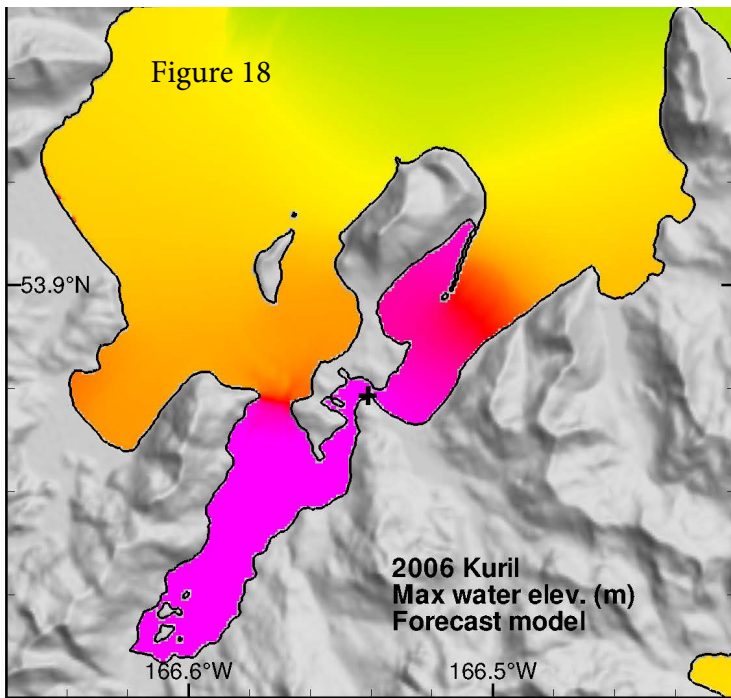 Figure 18
53.9°N
2006 Kuril
Max water elev. (m)
Forecast model
166.6°W
166.5°W